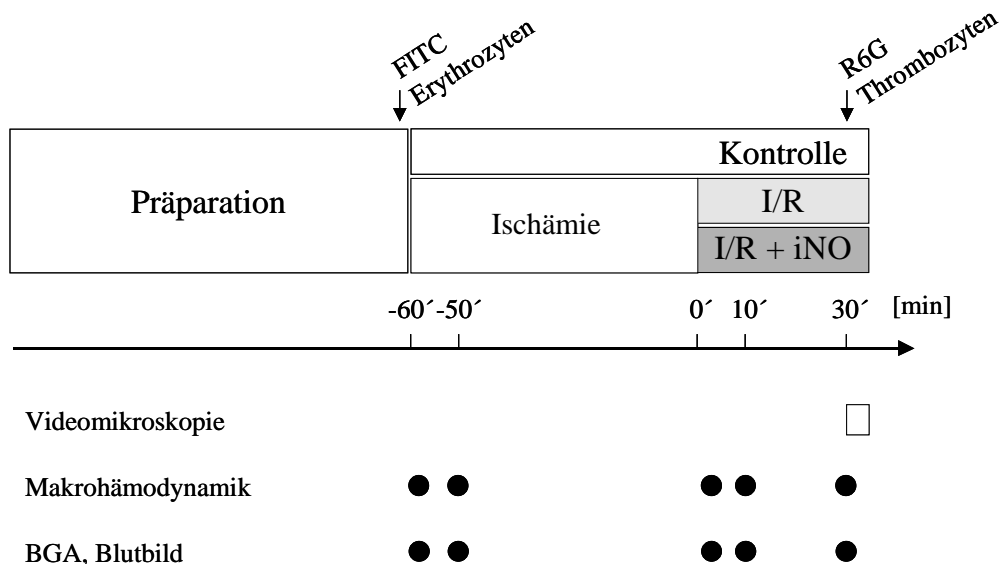 FITC
Erythrozyten
R6G
Thrombozyten
Präparation
Kontrolle
Ischämie
I/R
I/R + iNO
-60´-50´ 0´ 10´ 30´ [min]
Videomikroskopie
Makrohämodynamik
BGA, Blutbild